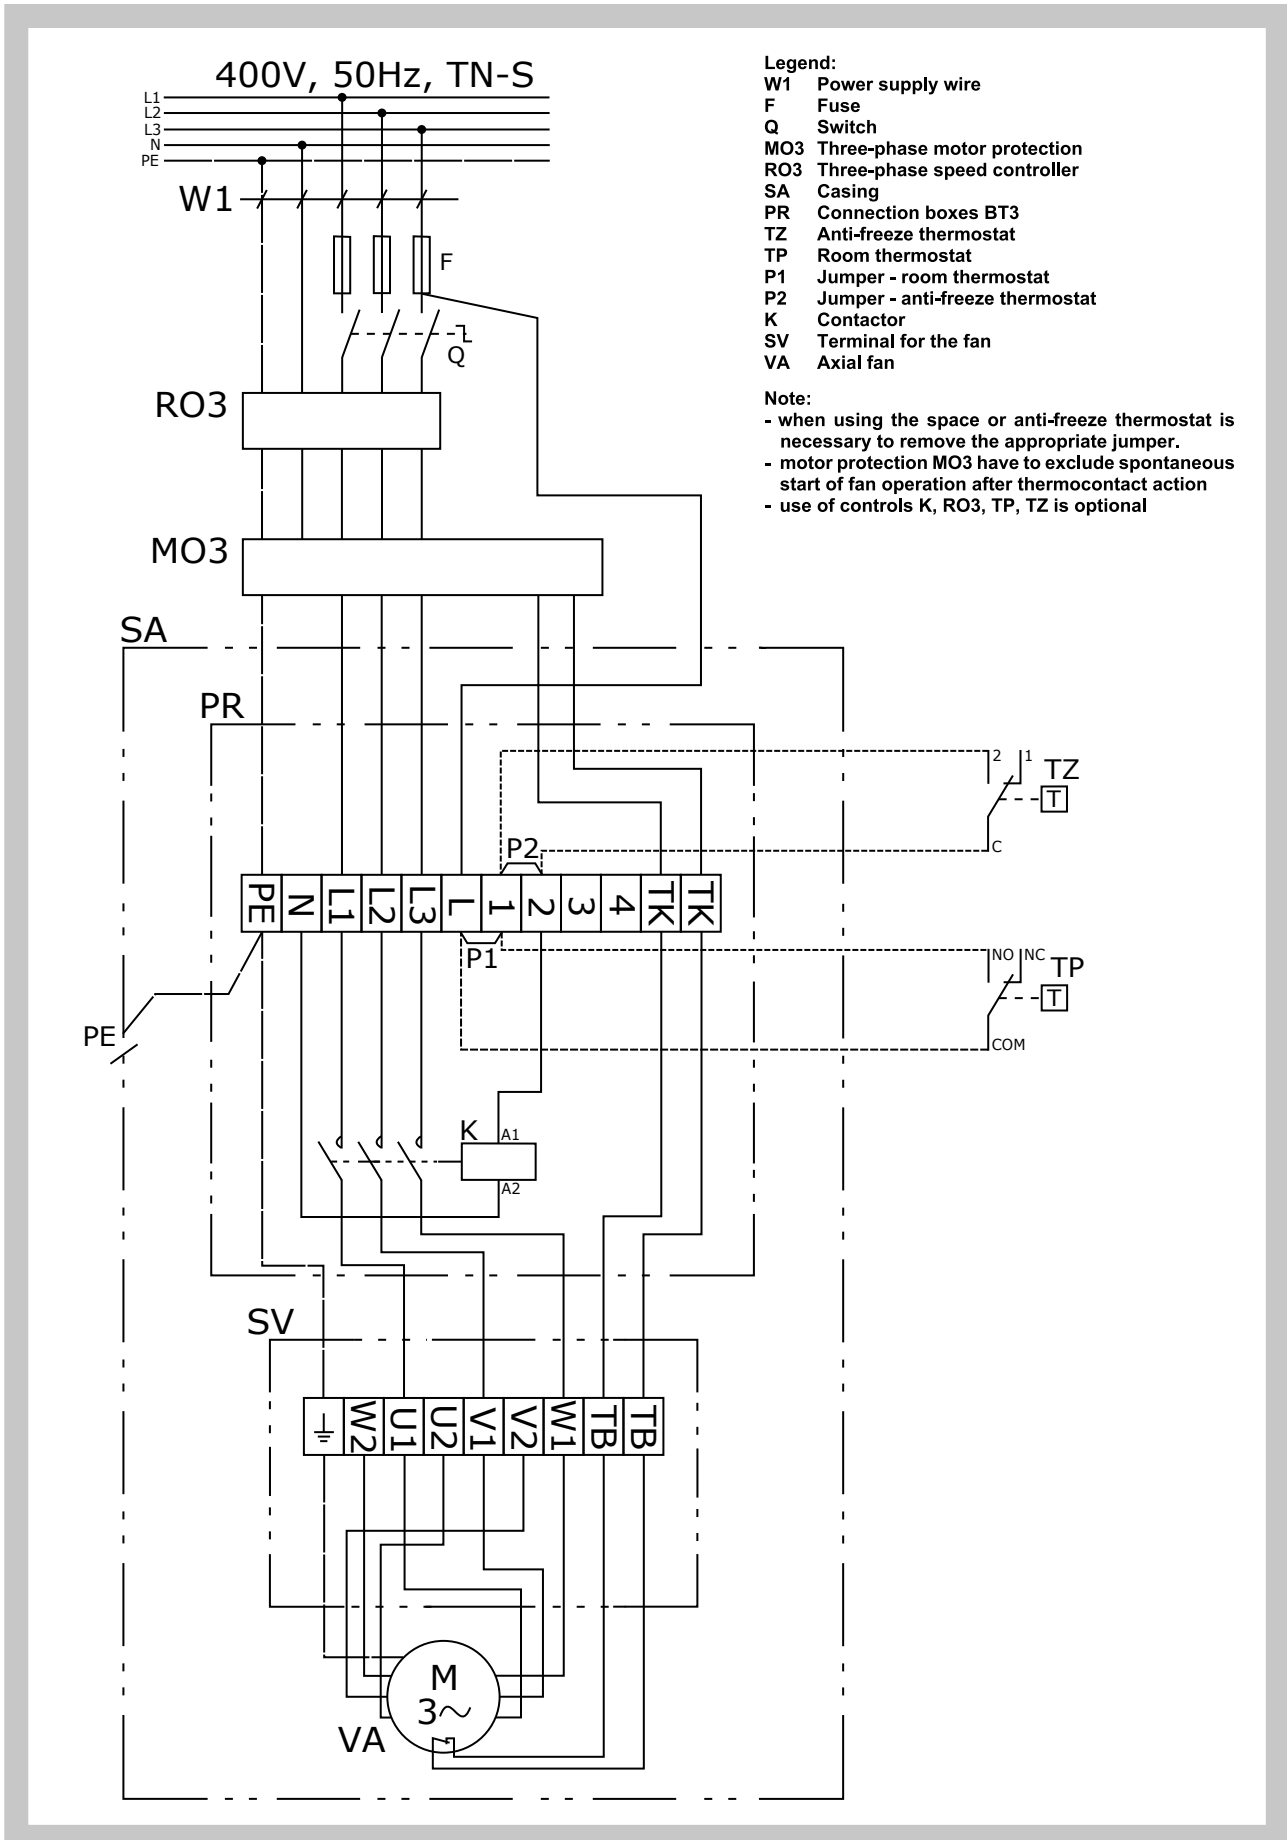 400V, 50Hz, TN-S
L1
L2
L3
N
PE
W1
F
Q
RO3
MO3
SA
PR
Legend:
W1 Power supply wire
F Fuse
Q Switch
MO3 Three-phase motor protection
RO3 Three-phase speed controller
SA Casing
PR Connection boxes BT3
TZ Anti-freeze thermostat
TP Room thermostat
P1 Jumper - room thermostat
P2 Jumper - anti-freeze thermostat
K Contactor
SV Terminal for the fan
VA Axial fan
Note:
- when using the space or anti-freeze thermostat is
necessary to remove the appropriate jumper.
- motor protection MO3 have to exclude spontaneous
start of fan operation after thermocontact action
- use of controls K, RO3, TP, TZ is optional
2 1 TZ
T
C
P2
PE N L1 L2 L3 L 1 2 3 4 TK TK
P1
NO NC TP
T
COM
PE
K A1
A2
SV
W2 U1 U2 V1 V2 W1 TB TB
M
3~
VA